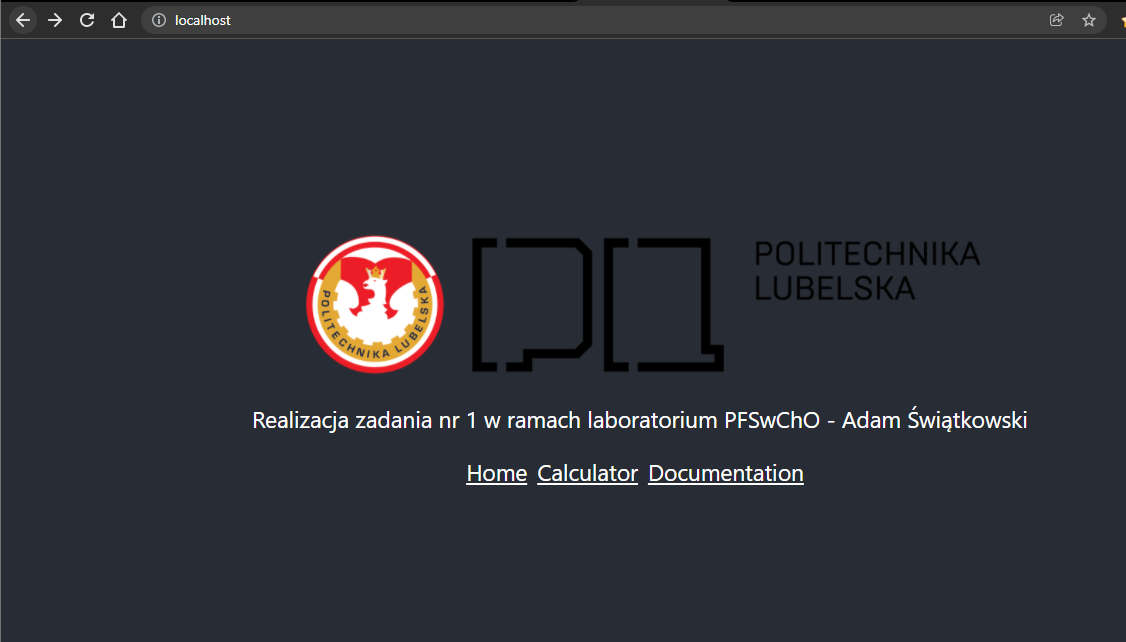 localhost
POLITECHNIKA LUBELSKA
POLITECHNIKA
LUBELSKA
Realizacja zadania nr 1 w ramach laboratorium PFSwChO - Adam Świątkowski
Home Calculator Documentation